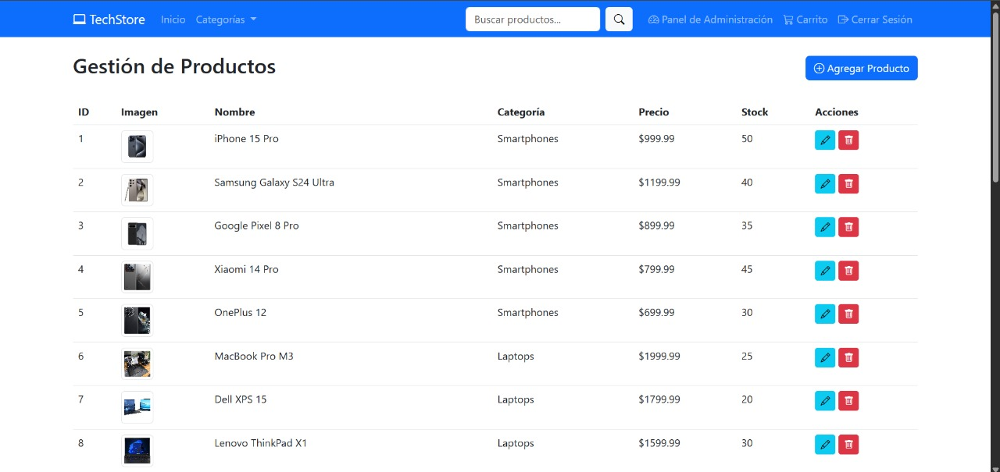 TechStore Inicio Categorías Buscar productos... Panel de Administración Carrito Cerrar Sesión
Gestión de Productos Agregar Producto
ID Imagen Nombre Categoría Precio Stock Acciones
1 iPhone 15 Pro Smartphones $999.99 50
2 Samsung Galaxy S24 Ultra Smartphones $1199.99 40
3 Google Pixel 8 Pro Smartphones $899.99 35
4 Xiaomi 14 Pro Smartphones $799.99 45
5 OnePlus 12 Smartphones $699.99 30
6 MacBook Pro M3 Laptops $1999.99 25
7 Dell XPS 15 Laptops $1799.99 20
8 Lenovo ThinkPad X1 Laptops $1599.99 30